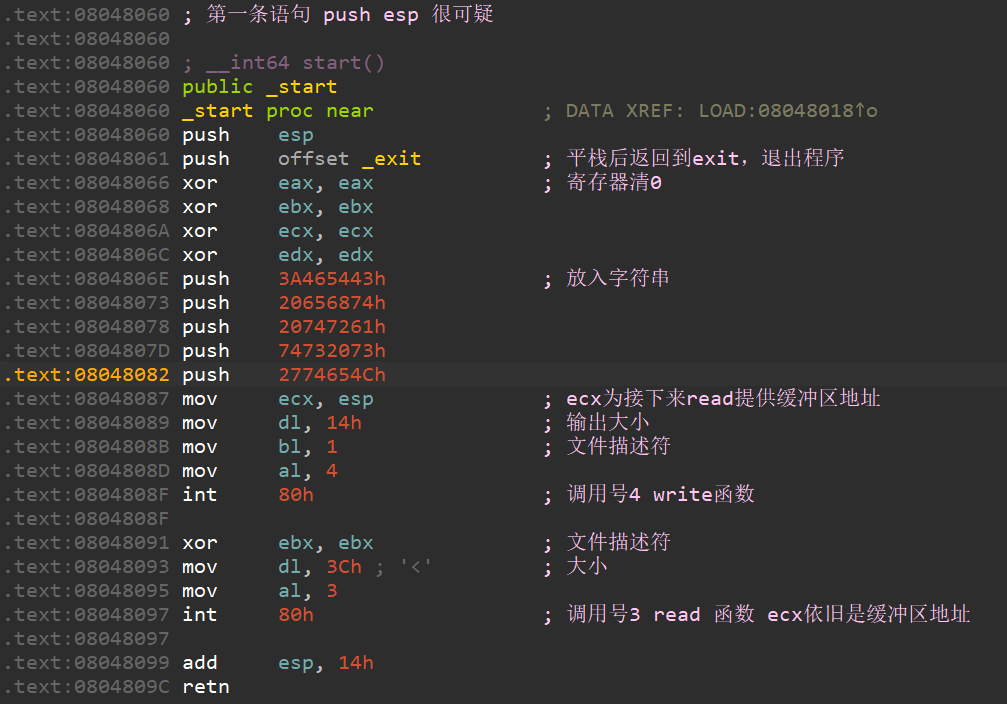 .text:08048060 ; 第一条语句 push esp 很可疑
.text:08048060
.text:08048060 ; __int64 start()
.text:08048060 public _start
.text:08048060 _start proc near ; DATA XREF: LOAD:08048018↑o
.text:08048060 push esp
.text:08048061 push offset _exit ; 平栈后返回到exit，退出程序
.text:08048066 xor eax, eax ; 寄存器清0
.text:08048068 xor ebx, ebx
.text:0804806A xor ecx, ecx
.text:0804806C xor edx, edx
.text:0804806E push 3A465443h ; 放入字符串
.text:08048073 push 20656874h
.text:08048078 push 20747261h
.text:0804807D push 74732073h
.text:08048082 push 2774654Ch
.text:08048087 mov ecx, esp ; ecx为接下来read提供缓冲区地址
.text:08048089 mov dl, 14h ; 输出大小
.text:0804808B mov bl, 1 ; 文件描述符
.text:0804808D mov al, 4
.text:0804808F int 80h ; 调用号4 write函数
.text:0804808F
.text:08048091 xor ebx, ebx ; 文件描述符
.text:08048093 mov dl, 3Ch ; '<' ; 大小
.text:08048095 mov al, 3
.text:08048097 int 80h ; 调用号3 read 函数 ecx依旧是缓冲区地址
.text:08048097
.text:08048099 add esp, 14h
.text:0804809C retn